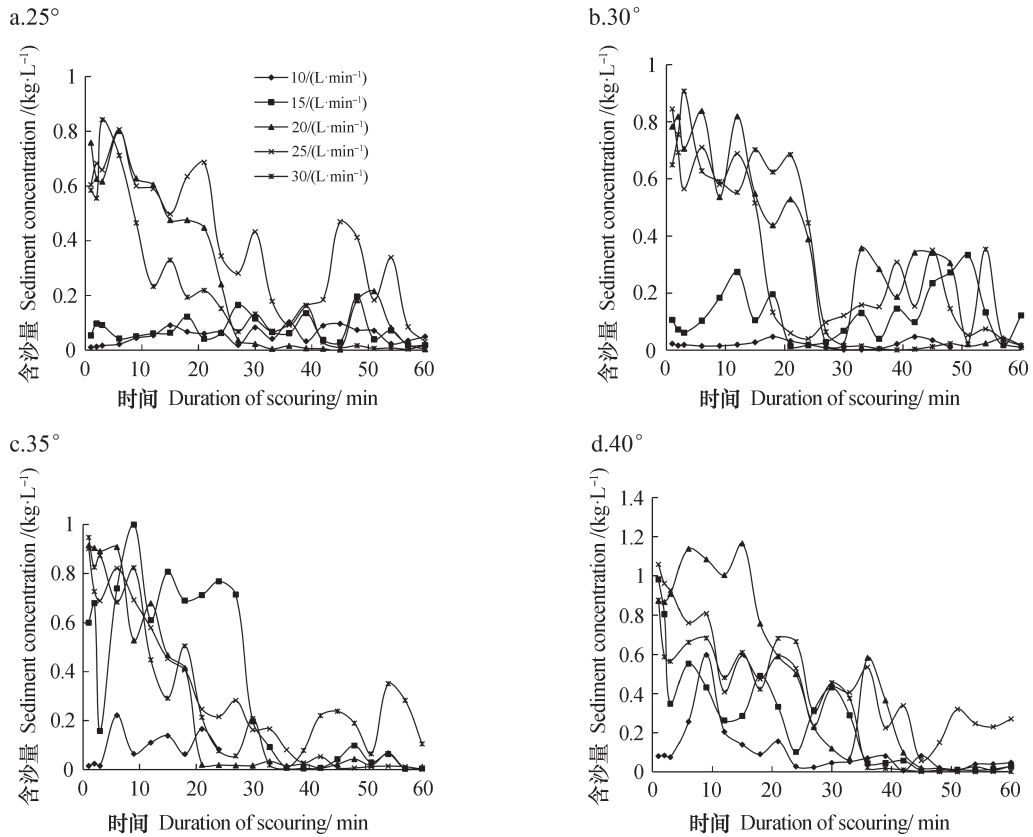 a.25°
含沙量 Sediment concentration /(kg·L⁻¹)
1
0.8
0.6
0.4
0.2
0
0 10 20 30 40 50 60
时间 Duration of scouring/ min
10/(L·min⁻¹)
15/(L·min⁻¹)
20/(L·min⁻¹)
25/(L·min⁻¹)
30/(L·min⁻¹)
b.30°
含沙量 Sediment concentration /(kg·L⁻¹)
1
0.8
0.6
0.4
0.2
0
0 10 20 30 40 50 60
时间 Duration of scouring/ min
c.35°
含沙量 Sediment concentration /(kg·L⁻¹)
1
0.8
0.6
0.4
0.2
0
0 10 20 30 40 50 60
时间 Duration of scouring/ min
d.40°
含沙量 Sediment concentration /(kg·L⁻¹)
1.4
1.2
1
0.8
0.6
0.4
0.2
0
0 10 20 30 40 50 60
时间 Duration of scouring/ min